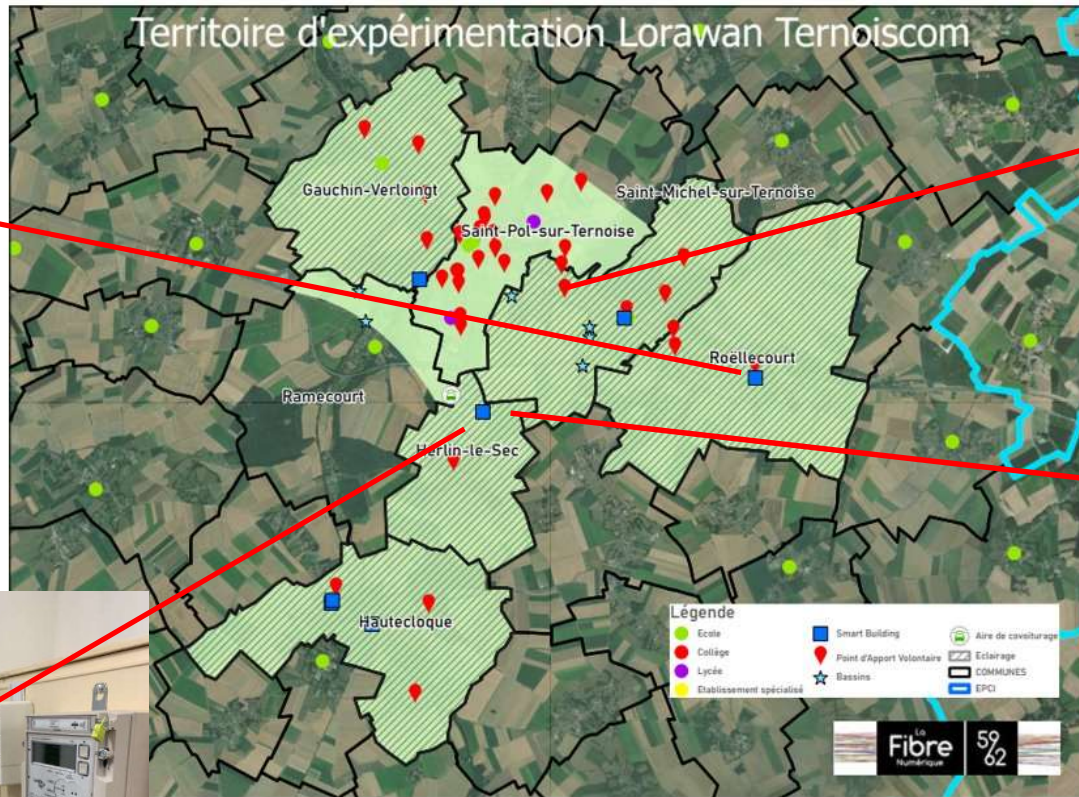 Territoire d'expérimentation Lorawan Ternoiscom
Gauchin-Verloingt
Saint-Michel-sur-Ternoise
Saint-Pol-sur-Ternoise
Roëllecourt
Ramecourt
Herlin-le-Sec
Hautecloque
Légende
Ecole
Collège
Lycée
Etablissement spécialisé
Smart Building
Point d'Apport Volontaire
Bassins
Aire de covoiturage
Eclairage
COMMUNES
EPCI
La
Fibre
Numérique
59
62